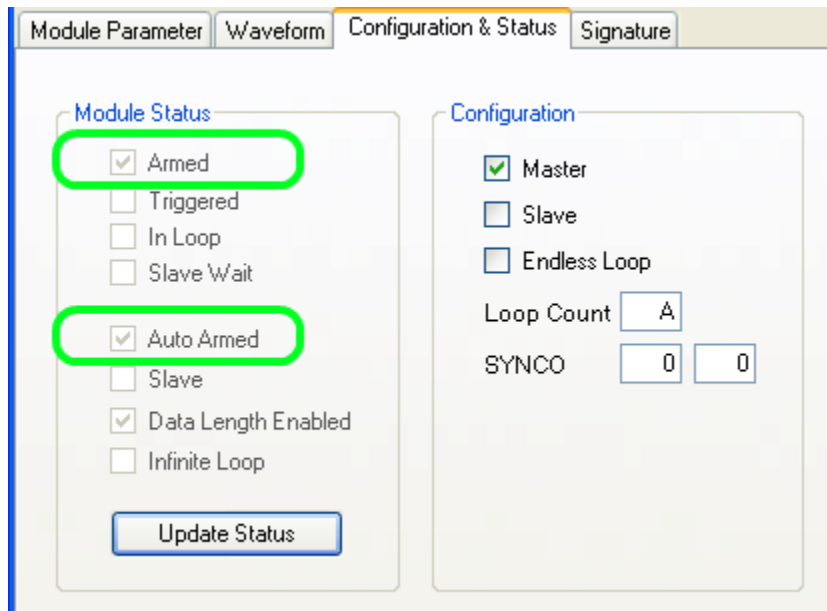 Module Parameter Waveform Configuration & Status Signature
Module Status
Armed
Triggered
In Loop
Slave Wait
Auto Armed
Slave
Data Length Enabled
Infinite Loop
Update Status
Configuration
Master
Slave
Endless Loop
Loop Count A
SYNCO 0 0